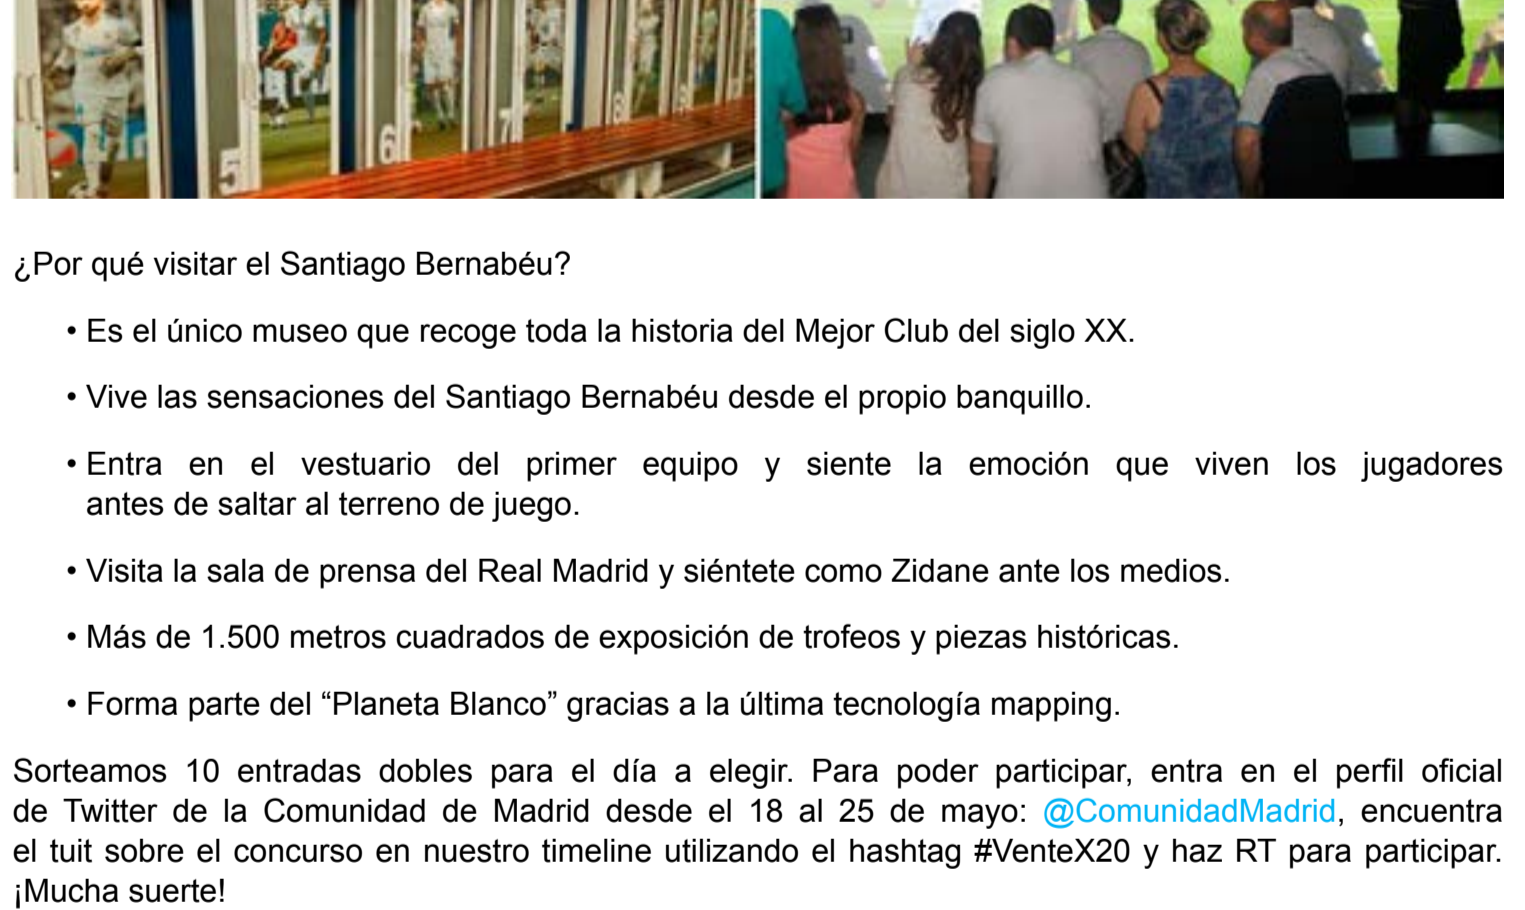 5
6
7
8
9
¿Por qué visitar el Santiago Bernabéu?
• Es el único museo que recoge toda la historia del Mejor Club del siglo XX.
• Vive las sensaciones del Santiago Bernabéu desde el propio banquillo.
• Entra en el vestuario del primer equipo y siente la emoción que viven los jugadores
antes de saltar al terreno de juego.
• Visita la sala de prensa del Real Madrid y siéntete como Zidane ante los medios.
• Más de 1.500 metros cuadrados de exposición de trofeos y piezas históricas.
• Forma parte del “Planeta Blanco” gracias a la última tecnología mapping.
Sorteamos 10 entradas dobles para el día a elegir. Para poder participar, entra en el perfil oficial
de Twitter de la Comunidad de Madrid desde el 18 al 25 de mayo: @ComunidadMadrid, encuentra
el tuit sobre el concurso en nuestro timeline utilizando el hashtag #VenteX20 y haz RT para participar.
¡Mucha suerte!